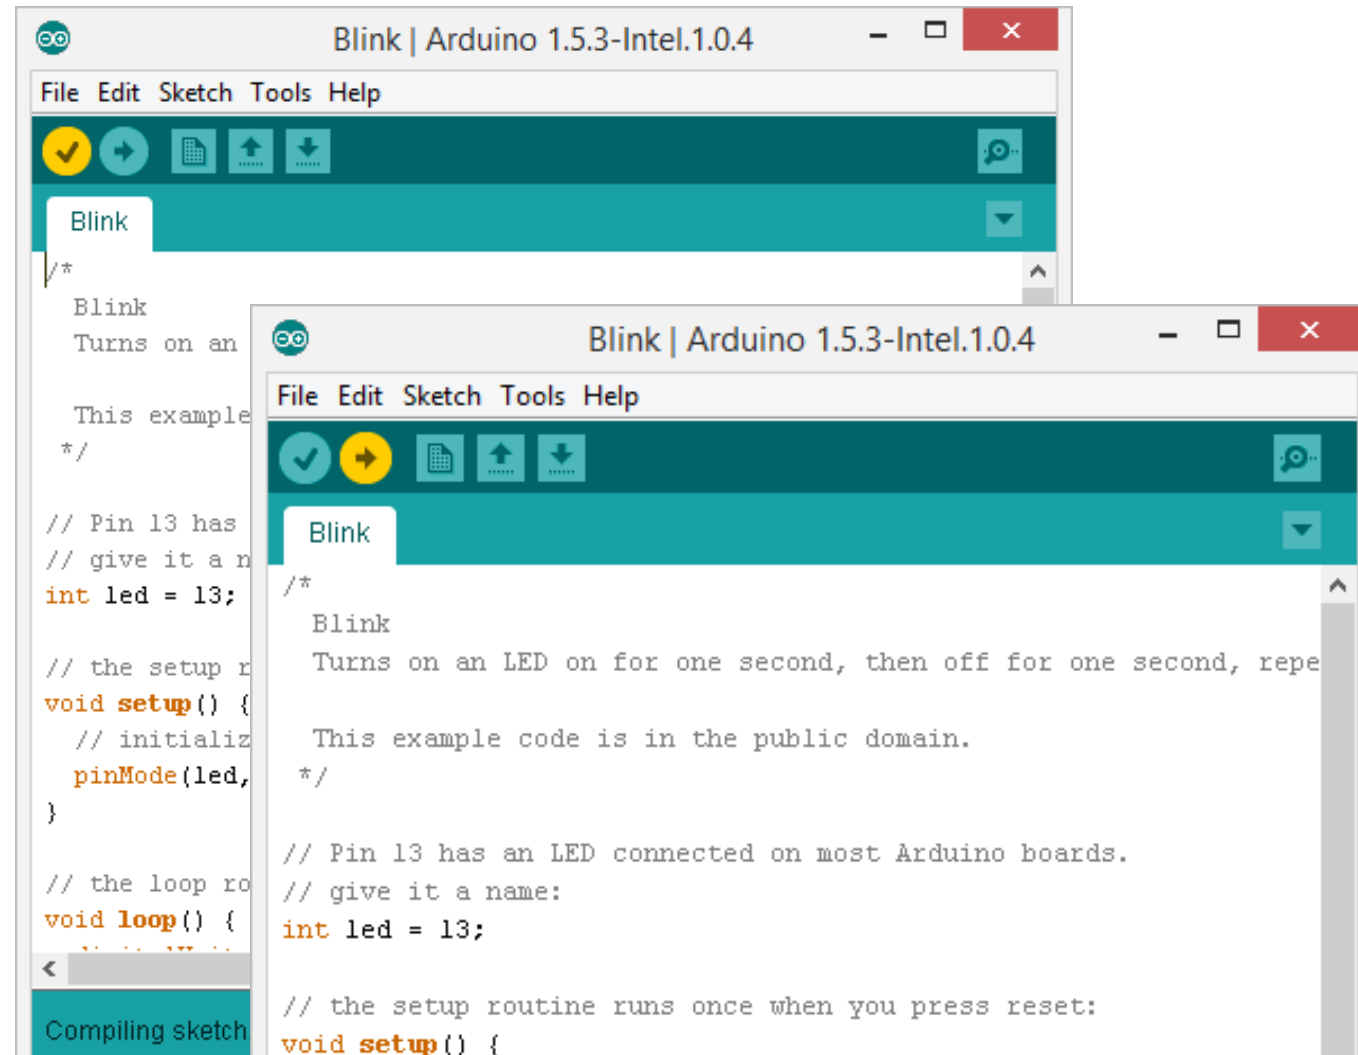 Blink | Arduino 1.5.3-Intel.1.0.4
File Edit Sketch Tools Help
Blink
/*
Blink
Turns on an
This example
*/
// Pin 13 has
// give it a n
int led = 13;
// the setup r
void setup() {
// initializ
pinMode(led,
}
// the loop ro
void loop() {
Compiling sketch
Blink | Arduino 1.5.3-Intel.1.0.4
File Edit Sketch Tools Help
Blink
/*
Blink
Turns on an LED on for one second, then off for one second, repe
This example code is in the public domain.
*/
// Pin 13 has an LED connected on most Arduino boards.
// give it a name:
int led = 13;
// the setup routine runs once when you press reset:
void setup() {